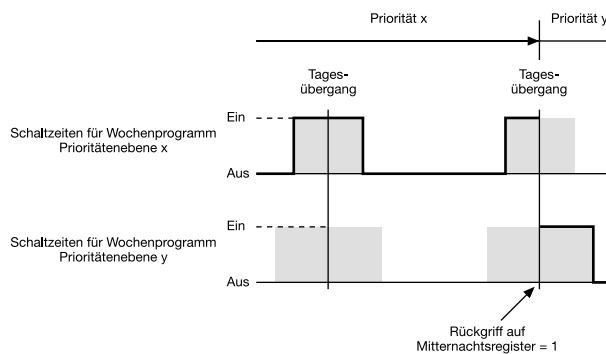 Priorität x
Priorität y
Tages-
übergang
Tages-
übergang
Ein
Schaltzeiten für Wochenprogramm
Prioritätenebene x
Aus
Ein
Schaltzeiten für Wochenprogramm
Prioritätenebene y
Aus
Rückgriff auf
Mitternachtsregister = 1